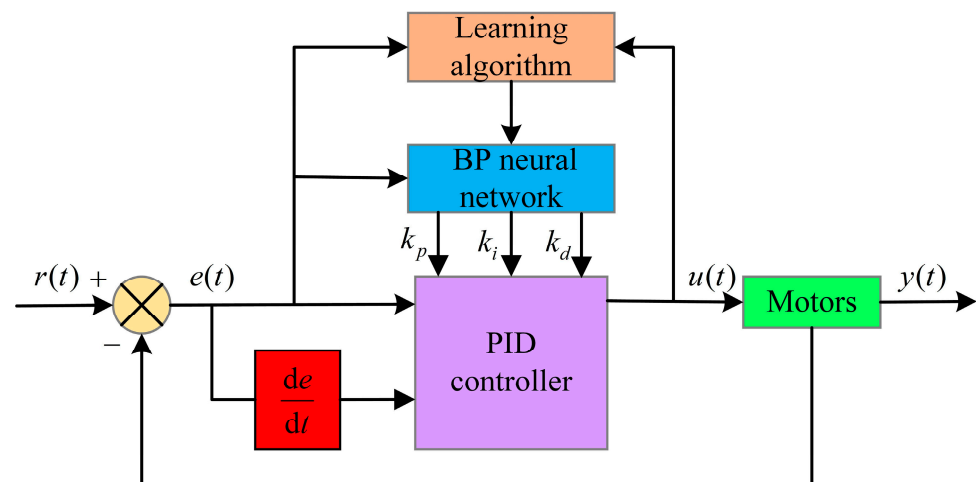 Learning
algorithm
BP neural
network
k_p k_i k_d
r(t) + e(t) u(t) y(t)
Motors
−
PID
controller
de
dt